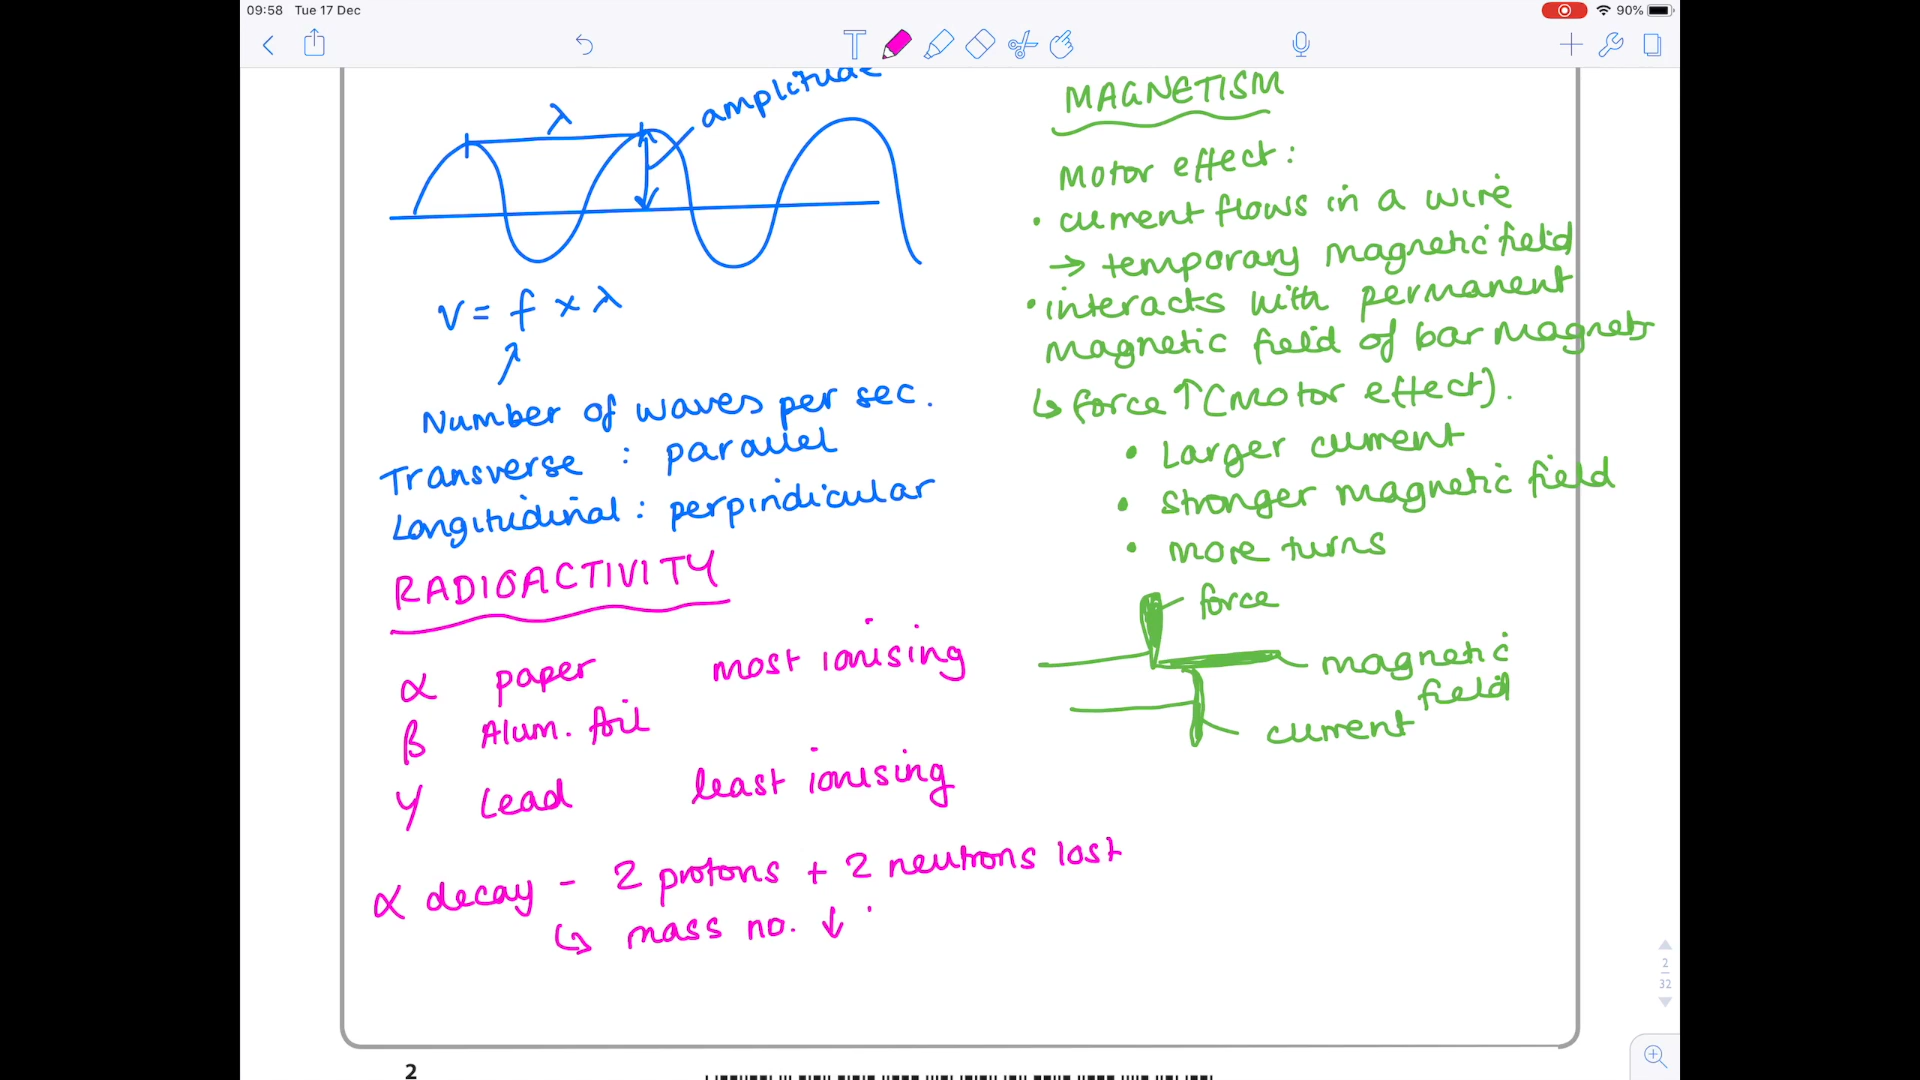 09:58 Tue 17 Dec
90%
T
λ
amplitude
v = f × λ
Number of waves per sec.
Transverse : parallel
Longitudinal : perpindicular
RADIOACTIVITY
α paper most ionising
β Alum. foil
γ Lead least ionising
α decay - 2 protons + 2 neutrons lost
↳ mass no. ↓
MAGNETISM
Motor effect :
• current flows in a wire
→ temporary magnetic field
• interacts with permanent
magnetic field of bar magnets
↳ force ↑ (motor effect).
• Larger current
• Stronger magnetic field
• more turns
force
magnetic
field
current
2
32
2